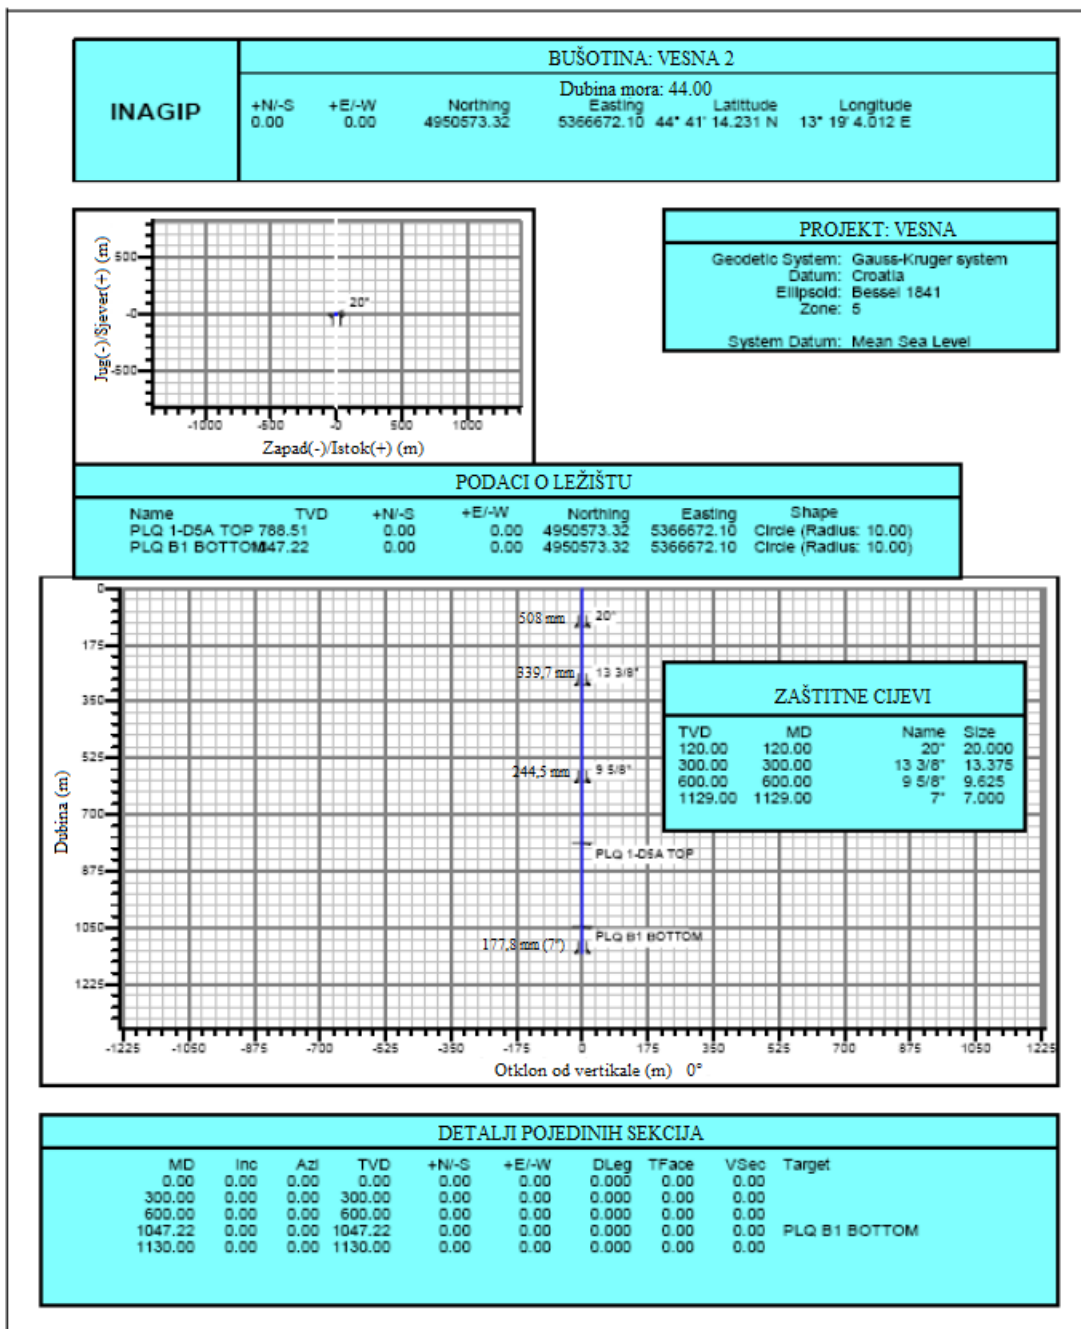 INAGIP
BUŠOTINA: VESNA 2
Dubina mora: 44.00
+N/-S +E/-W Northing Easting Latittude Longitude
0.00 0.00 4950573.32 5366672.10 44° 41' 14.231 N 13° 19' 4.012 E
Jug(-)/Sjever(+) (m)
500
-0
-500
20"
-1000 -500 -0 500 1000
Zapad(-)/Istok(+) (m)
PROJEKT: VESNA
Geodetic System: Gauss-Kruger system
Datum: Croatia
Ellipsoid: Bessel 1841
Zone: 5
System Datum: Mean Sea Level
PODACI O LEŽIŠTU
Name TVD +N/-S +E/-W Northing Easting Shape
PLQ 1-D5A TOP 788.51 0.00 0.00 4950573.32 5366672.10 Circle (Radius: 10.00)
PLQ B1 BOTTOM 047.22 0.00 0.00 4950573.32 5366672.10 Circle (Radius: 10.00)
Dubina (m)
0
175
350
525
700
875
1050
1225
508 mm 20"
339,7 mm 13 3/8"
244,5 mm 9 5/8"
PLQ 1-D5A TOP
PLQ B1 BOTTOM
177,8 mm (7")
ZAŠTITNE CIJEVI
TVD MD Name Size
120.00 120.00 20" 20.000
300.00 300.00 13 3/8" 13.375
600.00 600.00 9 5/8" 9.625
1129.00 1129.00 7" 7.000
-1225 -1050 -875 -700 -525 -350 -175 0 175 350 525 700 875 1050 1225
Otklon od vertikale (m) 0°
DETALJI POJEDINIH SEKCIJA
MD Inc Azi TVD +N/-S +E/-W DLeg TFace VSec Target
0.00 0.00 0.00 0.00 0.00 0.00 0.000 0.00 0.00
300.00 0.00 0.00 300.00 0.00 0.00 0.000 0.00 0.00
600.00 0.00 0.00 600.00 0.00 0.00 0.000 0.00 0.00
1047.22 0.00 0.00 1047.22 0.00 0.00 0.000 0.00 0.00 PLQ B1 BOTTOM
1130.00 0.00 0.00 1130.00 0.00 0.00 0.000 0.00 0.00